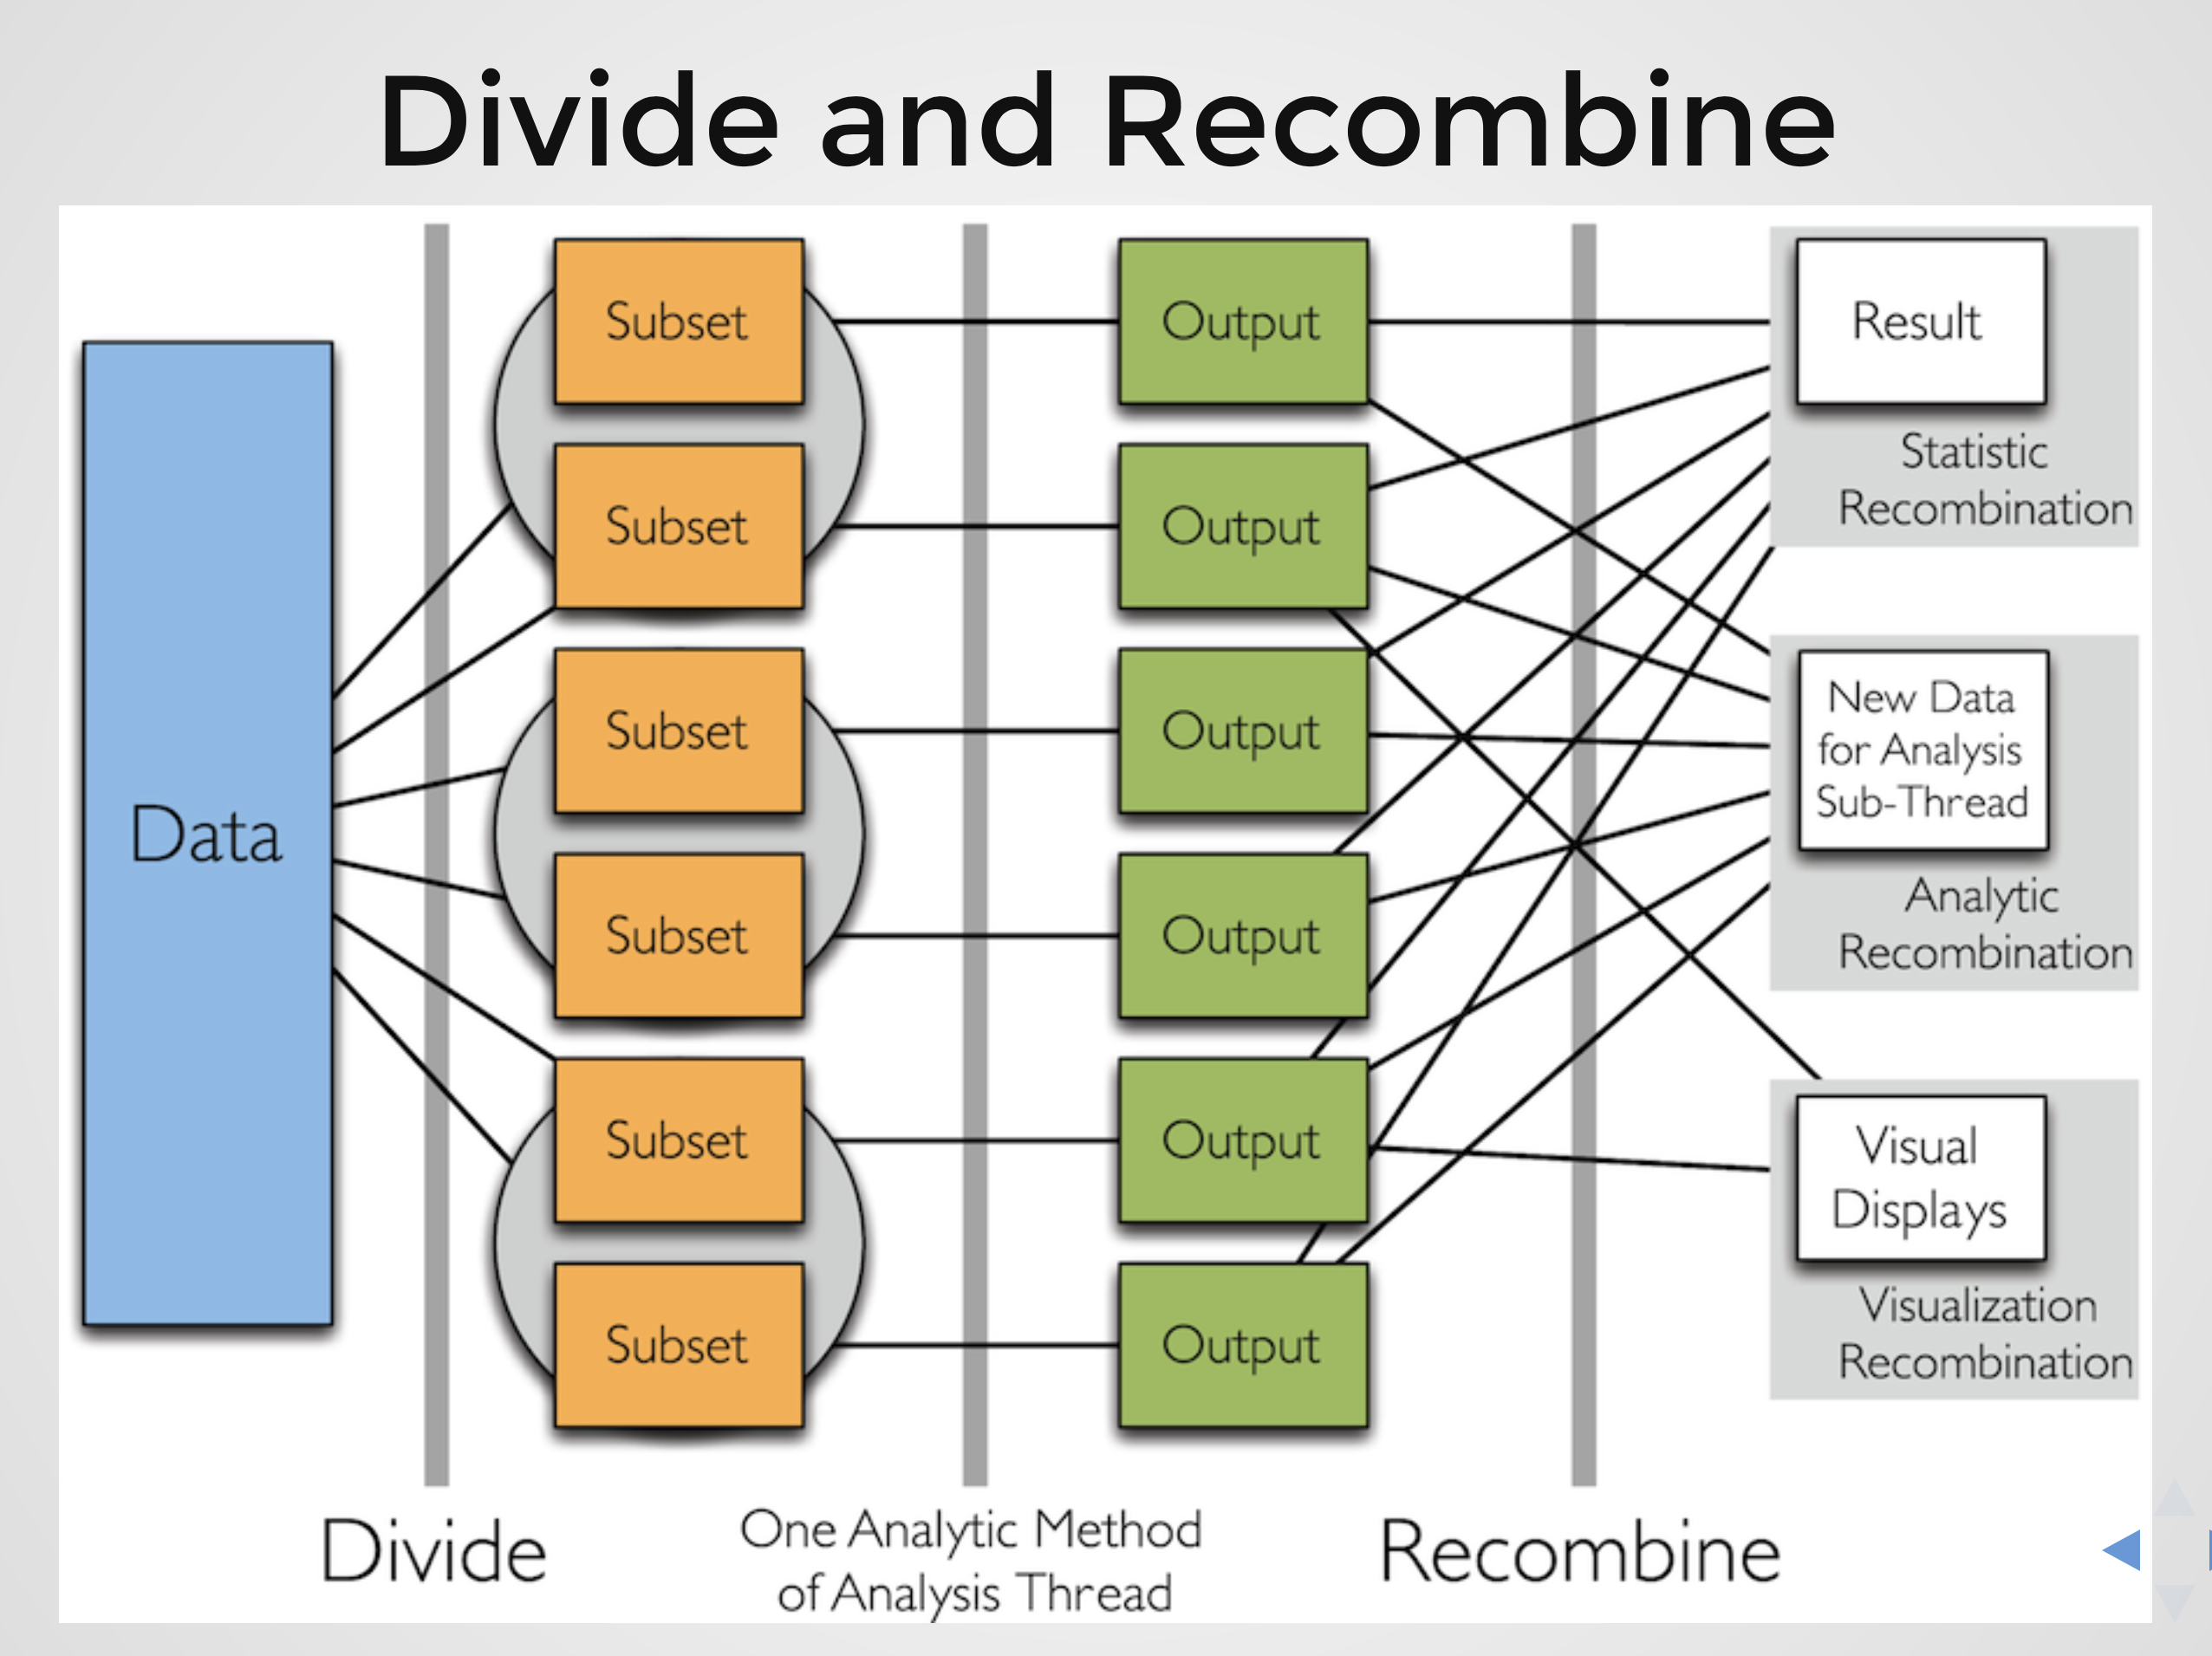 Divide and Recombine
Data
Subset
Subset
Subset
Subset
Subset
Subset
Output
Output
Output
Output
Output
Output
Result
Statistic
Recombination
New Data
for Analysis
Sub-Thread
Analytic
Recombination
Visual
Displays
Visualization
Recombination
Divide
One Analytic Method
of Analysis Thread
Recombine